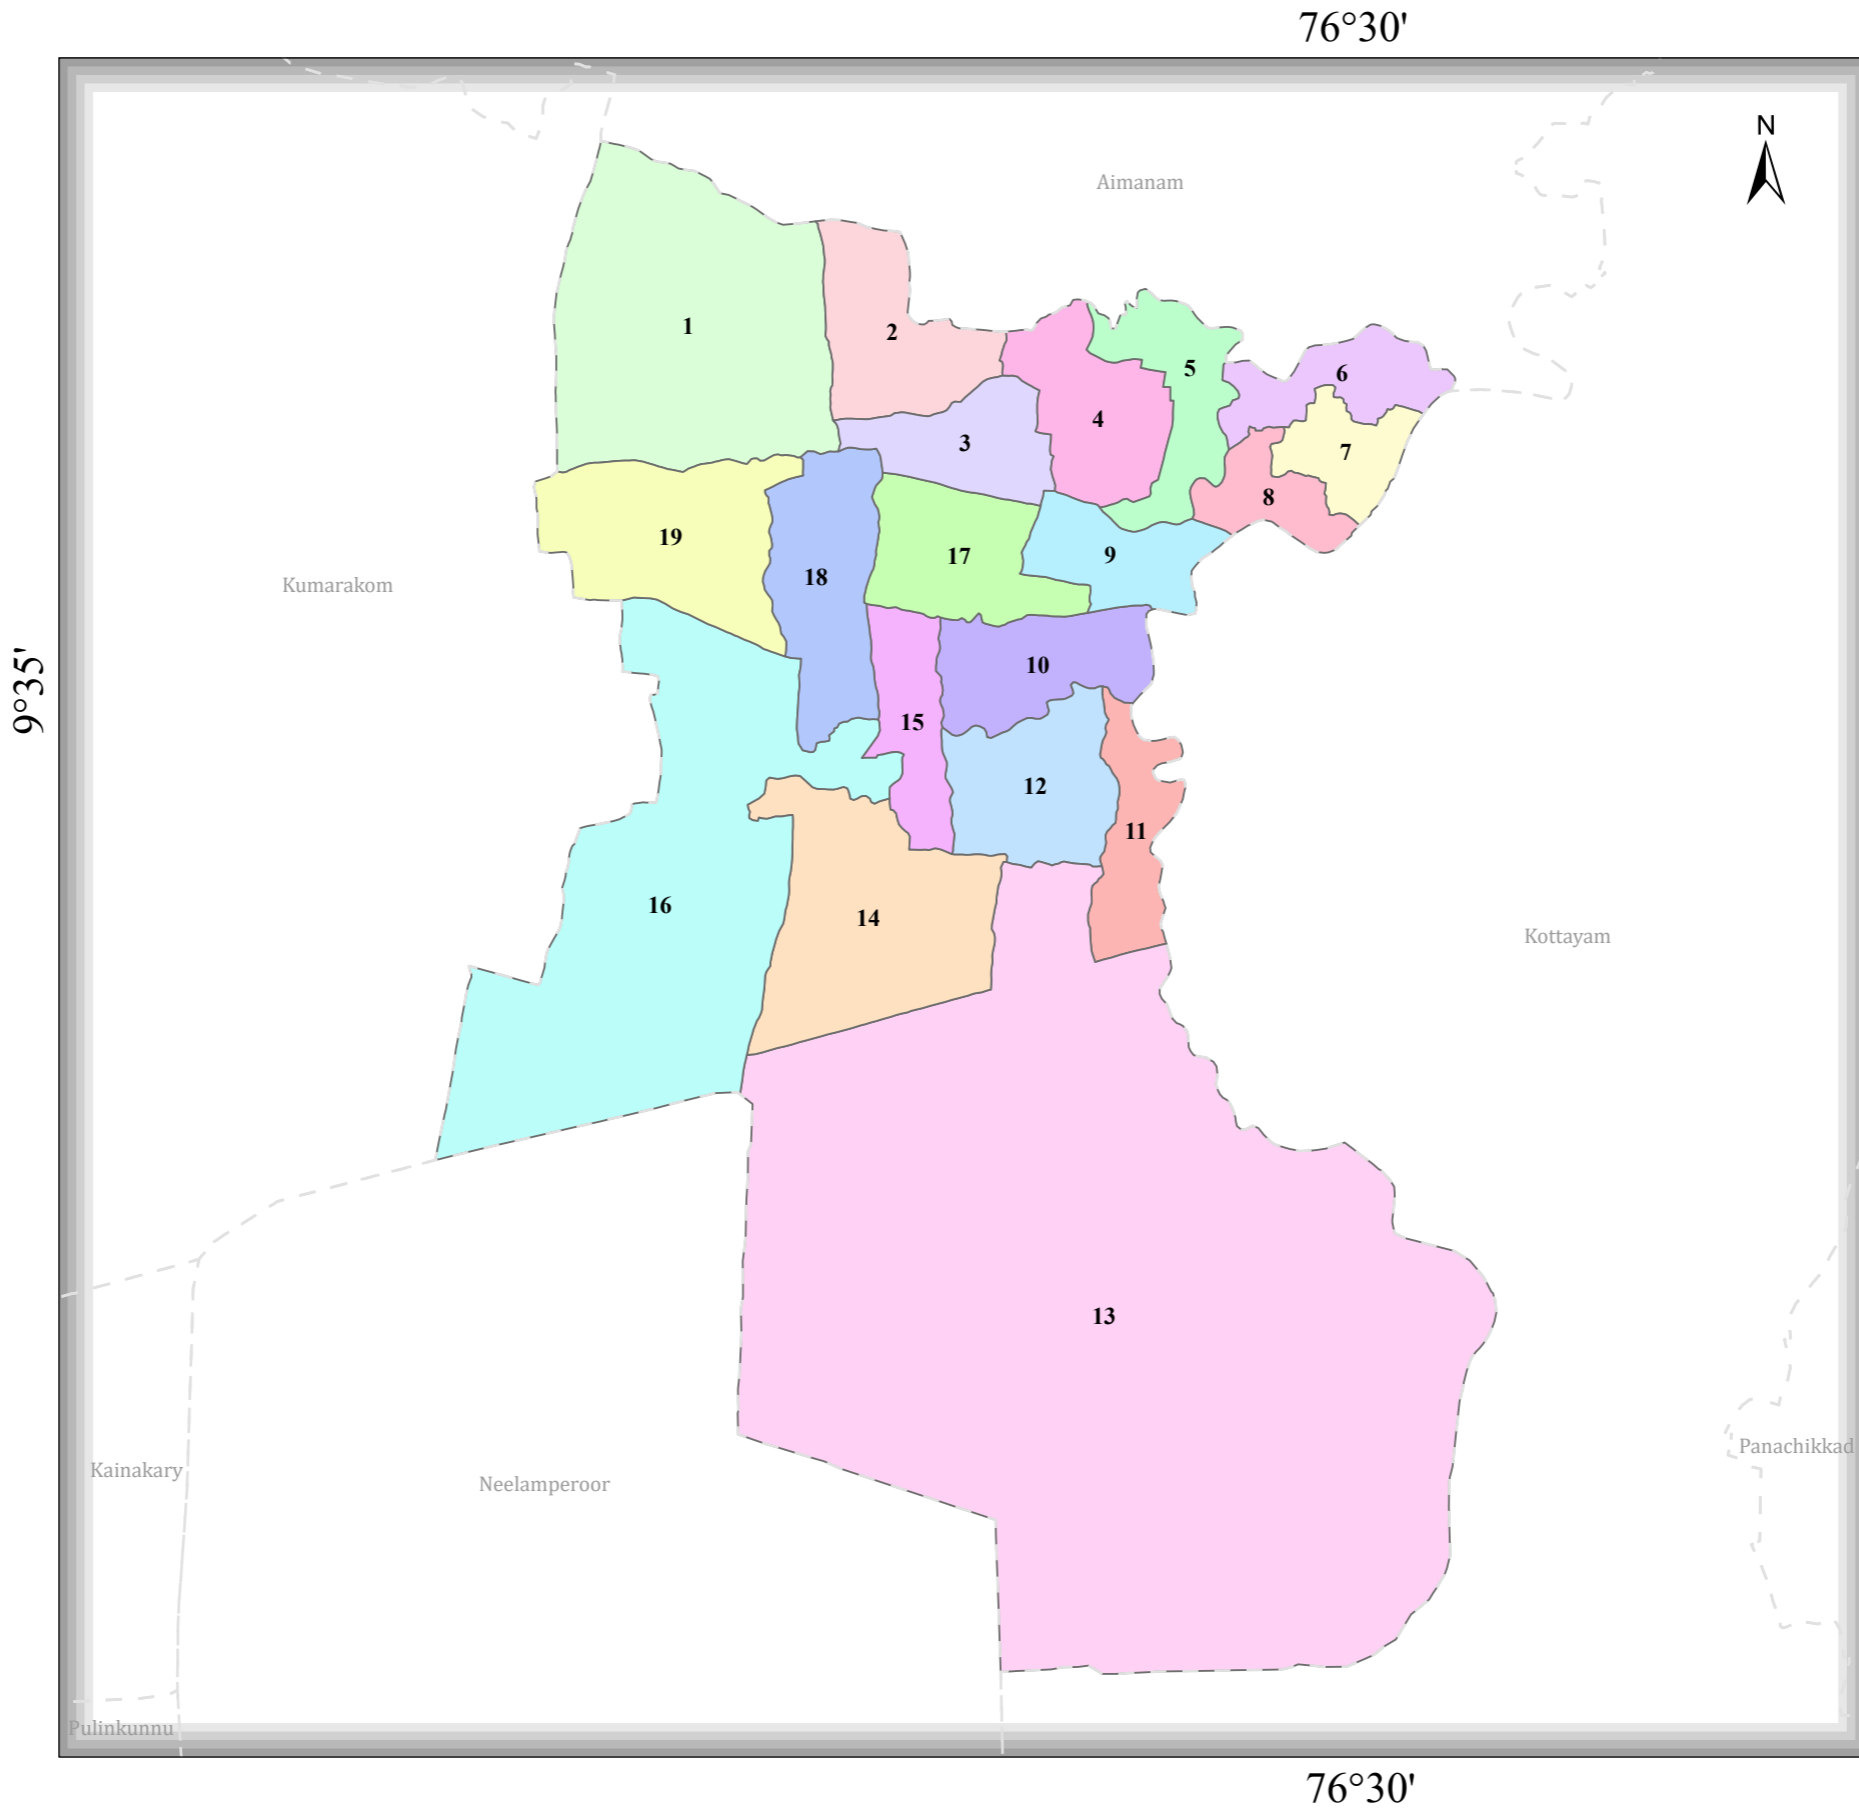 76°30'
N
Aimanam
1
2
5
6
4
3
7
8
19
17
9
18
Kumarakom
9°35'
10
15
12
11
16
14
Kottayam
13
Panachikkad
Kainakary
Neelamperoor
Pulinkunnu
76°30'